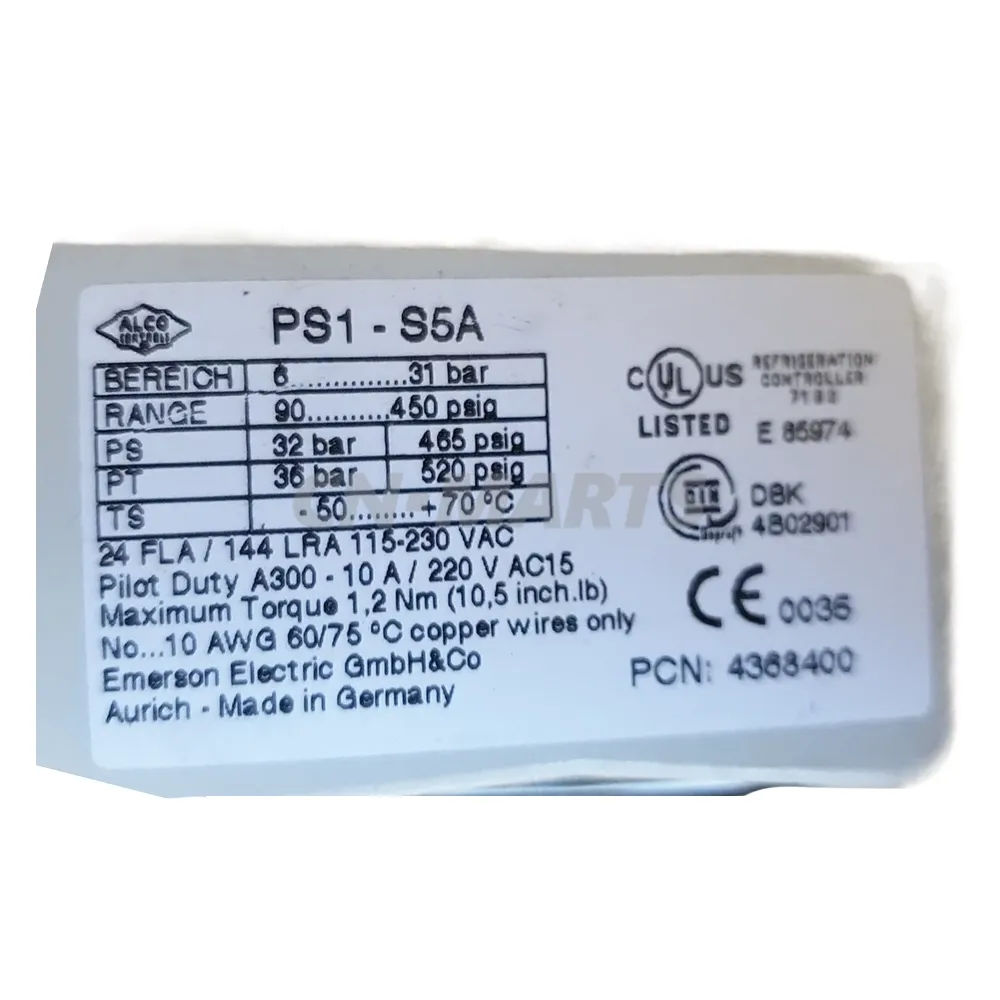 ALCO
CONTROLS
PS1 - S5A
BEREICH 6..............31 bar
RANGE 90..........450 psig
PS 32 bar 465 psig
PT 36 bar 520 psig
TS - 50........+70 ºC
24 FLA / 144 LRA 115-230 VAC
Pilot Duty A300 - 10 A / 220 V AC15
Maximum Torque 1,2 Nm (10,5 inch.lb)
No...10 AWG 60/75 ºC copper wires only
Emerson Electric GmbH&Co
Aurich - Made in Germany
C UL US
LISTED
REFRIGERATION
CONTROLLER
E 85974
DIN
DBK
4B02901
CE 0035
PCN: 4368400